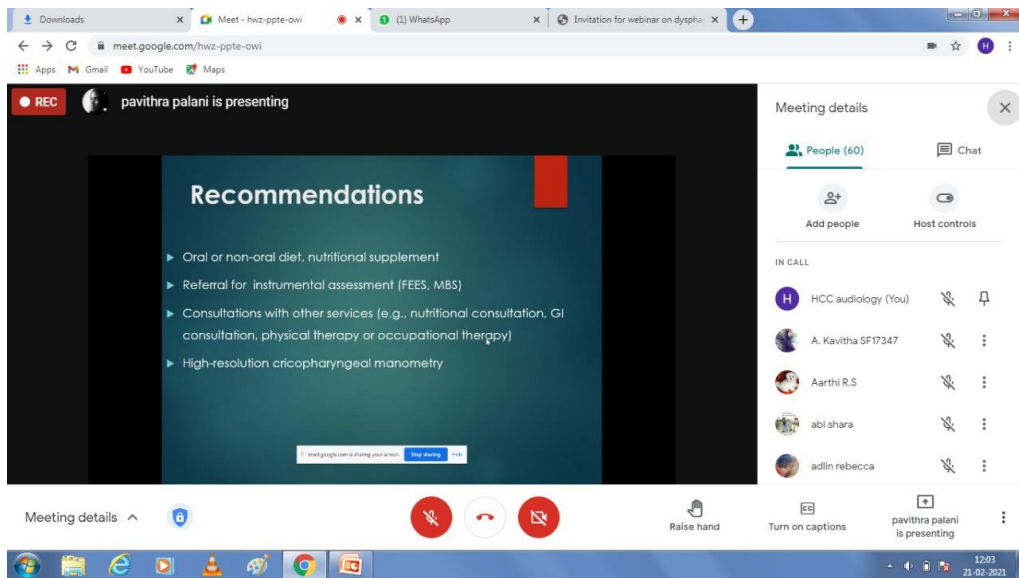 Downloads
Meet - hwz-ppte-owi
(1) WhatsApp
Invitation for webinar on dyspha
meet.google.com/hwz-ppte-owi
H
Apps
Gmail
YouTube
Maps
REC
pavithra palani is presenting
Recommendations
Oral or non-oral diet, nutritional supplement
Referral for instrumental assessment (FEES, MBS)
Consultations with other services (e.g., nutritional consultation, GI
consultation, physical therapy or occupational therapy)
High-resolution cricopharyngeal manometry
meet.google.com is sharing your screen.
Stop sharing
Hide
Meeting details
People (60)
Chat
Add people
Host controls
IN CALL
H
HCC audiology (You)
A. Kavitha SF17347
Aarthi R.S
abi shara
adlin rebecca
Meeting details
Raise hand
CC
Turn on captions
pavithra palani
is presenting
12:03
21-02-2021